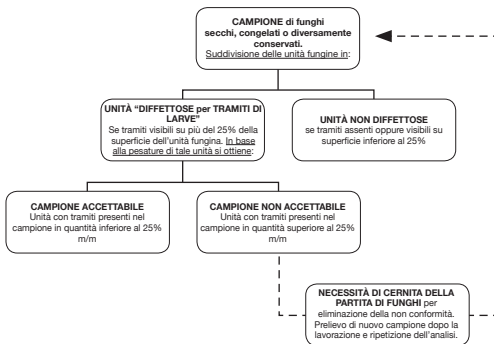 CAMPIONE di funghi
secchi, congelati o diversamente
conservati.
Suddivisione delle unità fungine in:
UNITÀ “DIFFETTOSE per TRAMITI DI
LARVE”
Se tramiti visibili su più del 25% della
superficie dell'unità fungina. In base
alla pesature di tale unità si ottiene:
UNITÀ NON DIFFETTOSE
se tramiti assenti oppure visibili su
superficie inferiore al 25%
CAMPIONE ACCETTABILE
Unità con tramiti presenti nel
campione in quantità inferiore al 25%
m/m
CAMPIONE NON ACCETTABILE
Unità con tramiti presenti nel
campione in quantità superiore al 25%
m/m
NECESSITÀ DI CERNITA DELLA
PARTITA DI FUNGHI per
eliminazione della non conformità.
Prelievo di nuovo campione dopo la
lavorazione e ripetizione dell'analisi.